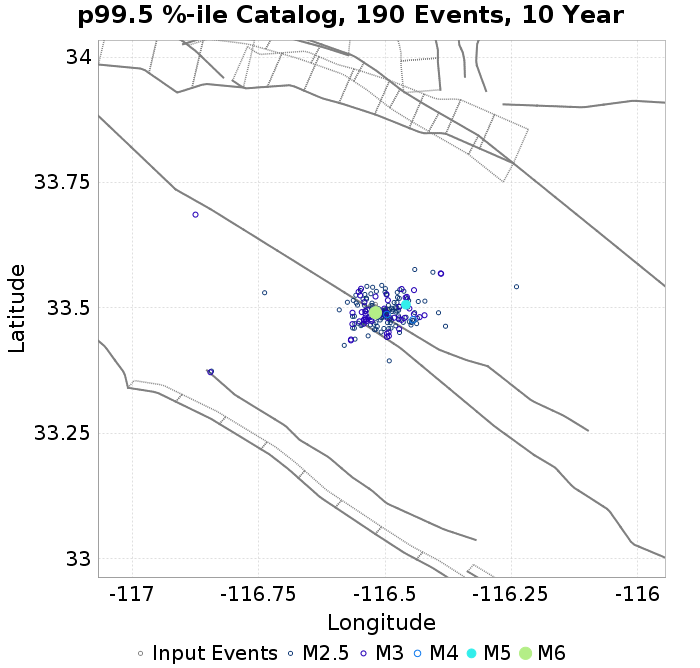 p99.5 %-ile Catalog, 190 Events, 10 Year
34
33.75
33.5
33.25
33
Latitude
-117
-116.75
-116.5
-116.25
-116
Longitude
Input Events M2.5 M3 M4 M5 M6